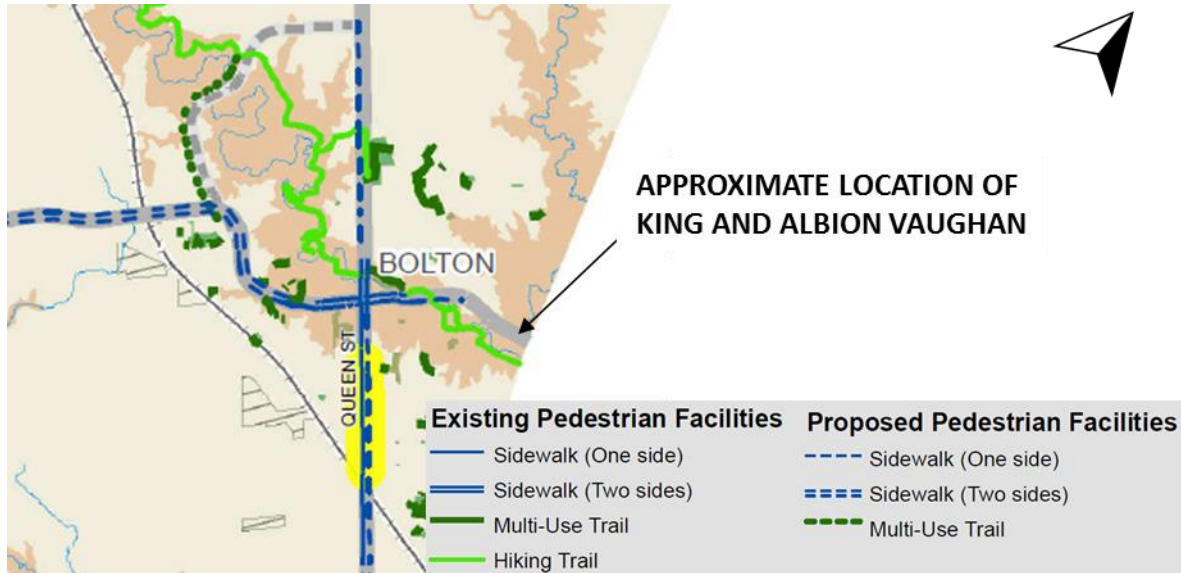 APPROXIMATE LOCATION OF
KING AND ALBION VAUGHAN
BOLTON
QUEEN ST
Existing Pedestrian Facilities
Sidewalk (One side)
Sidewalk (Two sides)
Multi-Use Trail
Hiking Trail
Proposed Pedestrian Facilities
Sidewalk (One side)
Sidewalk (Two sides)
Multi-Use Trail